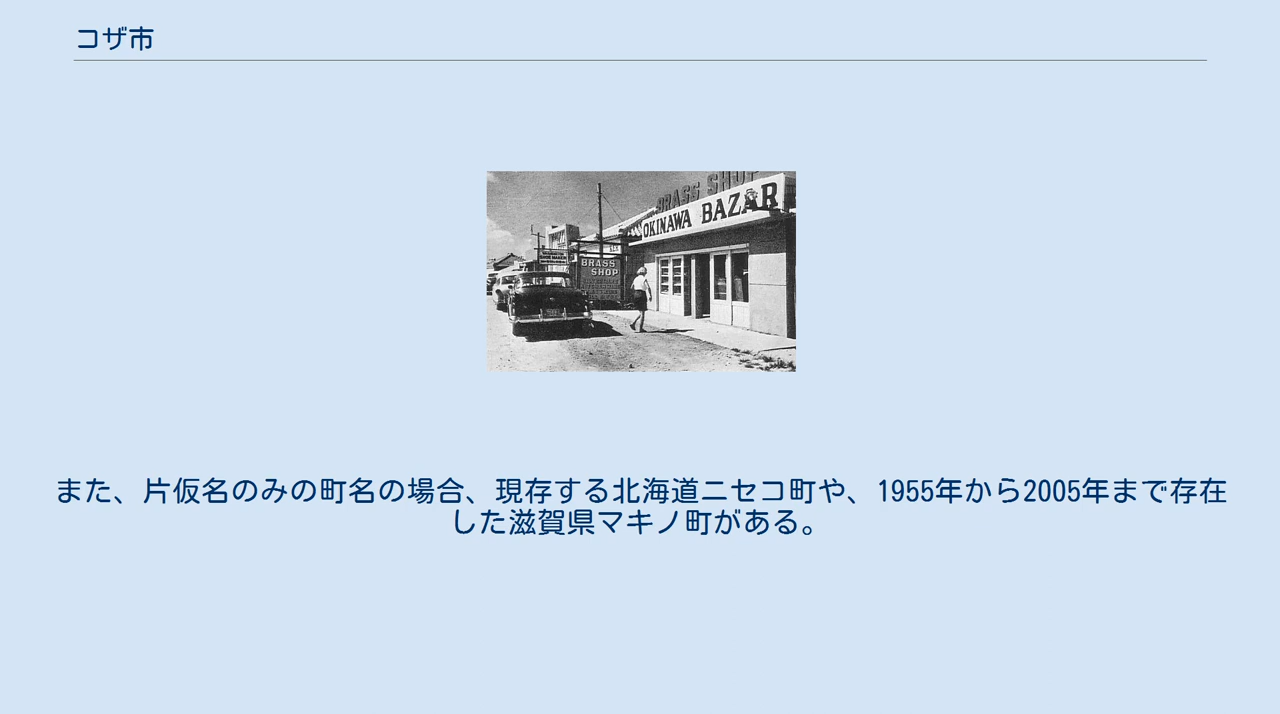 コザ市
BRASS SHOP
OKINAWA BAZAR
BRASS
SHOP
また、片仮名のみの町名の場合、現存する北海道ニセコ町や、1955年から2005年まで存在
した滋賀県マキノ町がある。